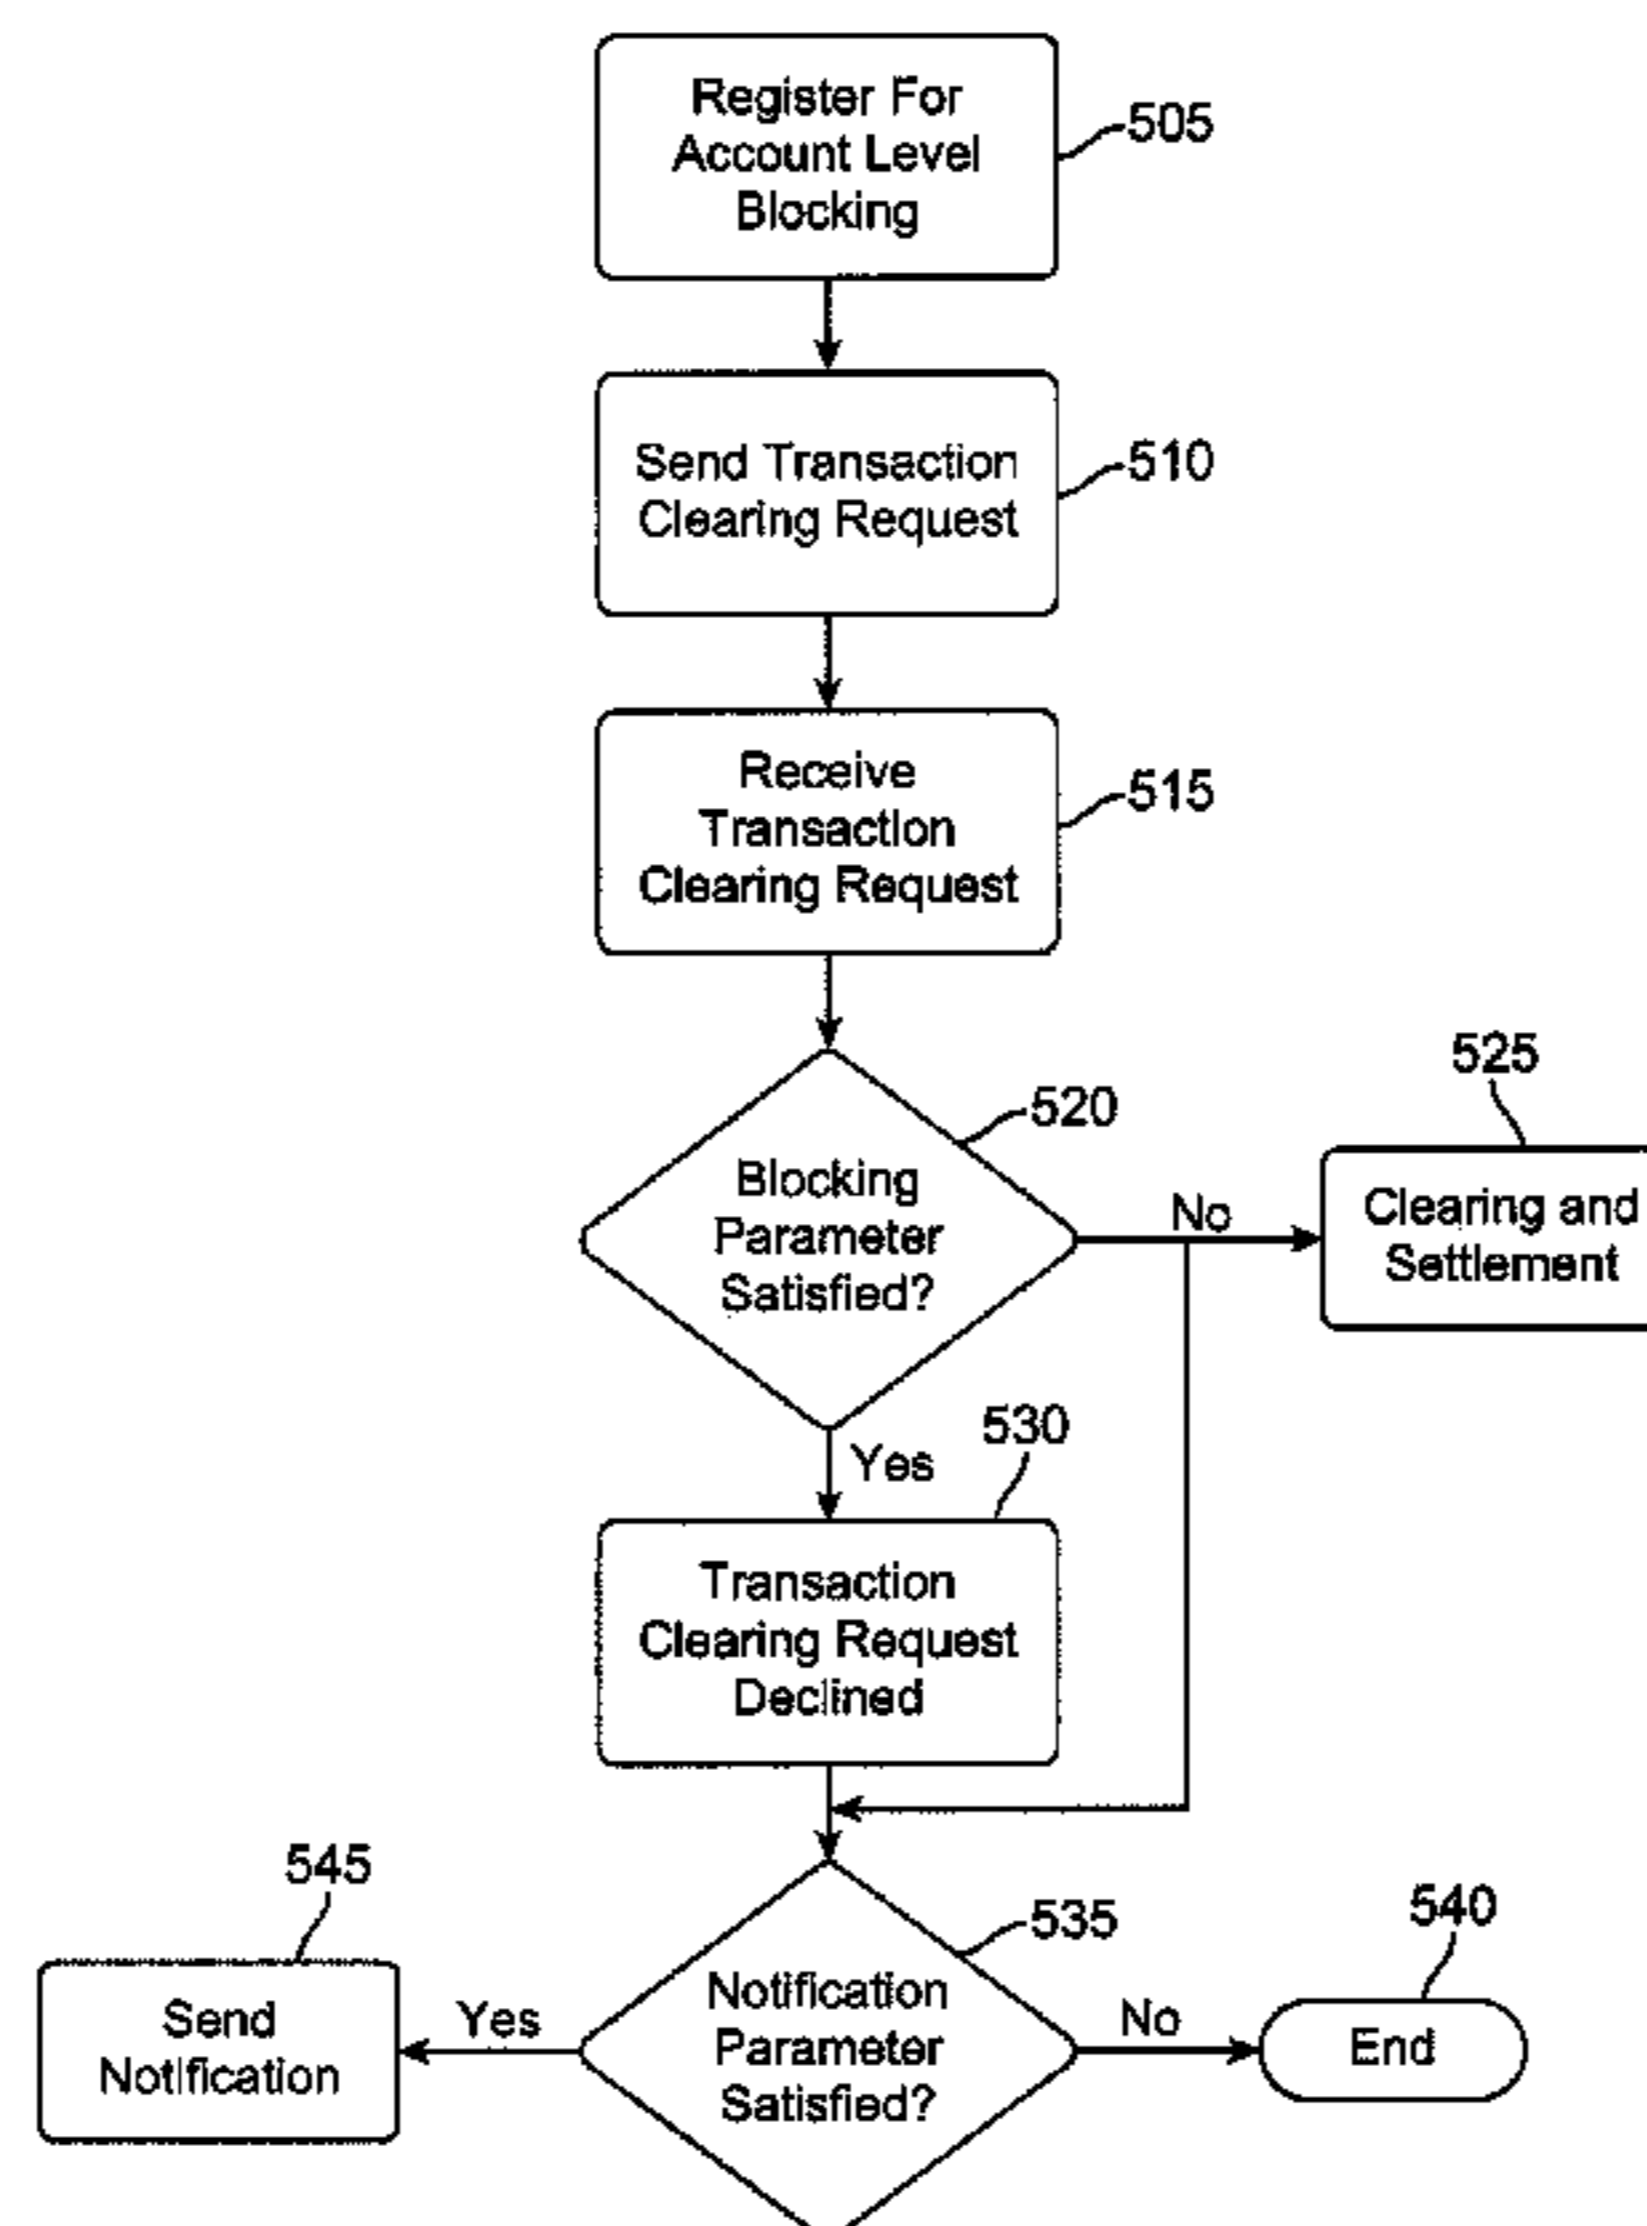 Register For
Account Level
Blocking
505
Send Transaction
Clearing Request
510
Receive
Transaction
Clearing Request
515
Blocking
Parameter
Satisfied?
520
No
525
Clearing and
Settlement
Yes
530
Transaction
Clearing Request
Declined
Notification
Parameter
Satisfied?
535
Yes
545
Send
Notification
No
540
End